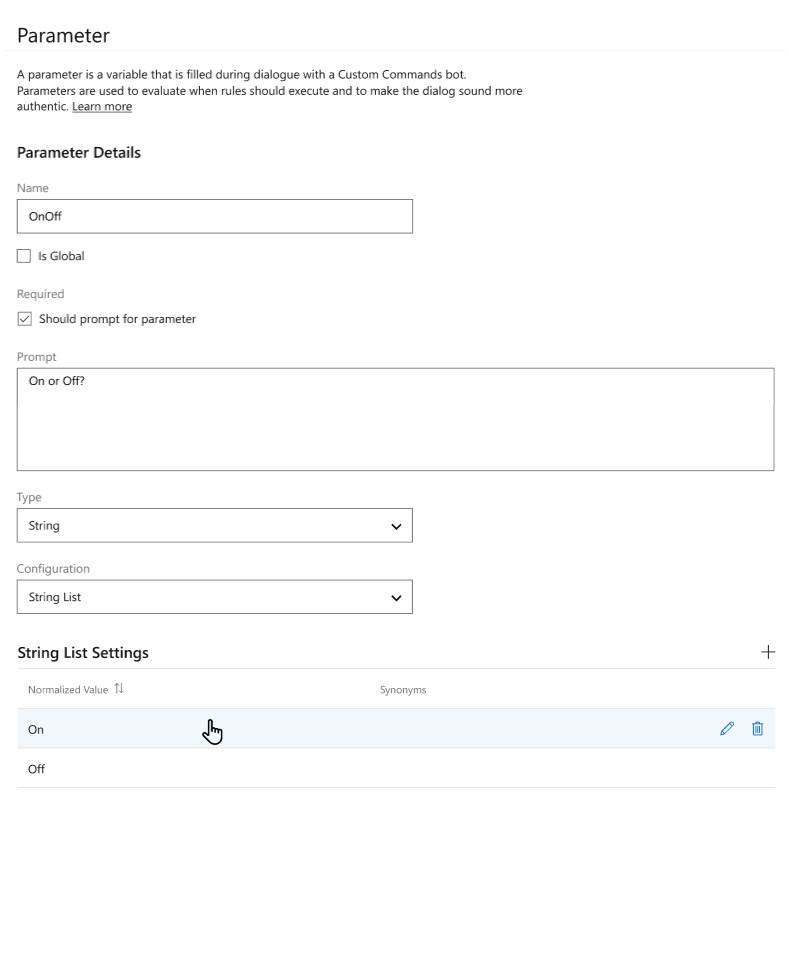 Parameter
A parameter is a variable that is filled during dialogue with a Custom Commands bot.
Parameters are used to evaluate when rules should execute and to make the dialog sound more
authentic. Learn more
Parameter Details
Name
OnOff
Is Global
Required
Should prompt for parameter
Prompt
On or Off?
Type
String
Configuration
String List
String List Settings
Normalized Value Synonyms
On
Off